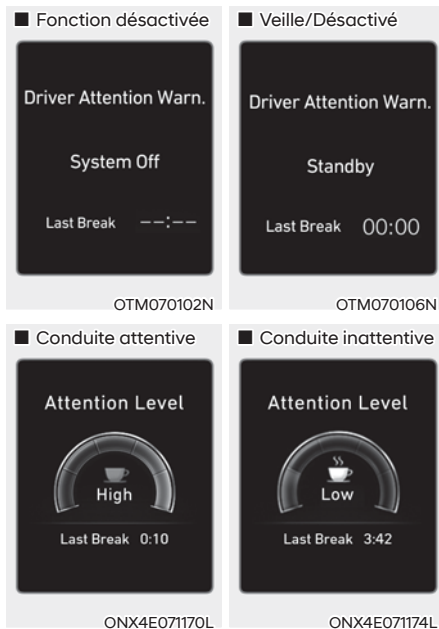 ■ Fonction désactivée
Driver Attention Warn.
System Off
Last Break --:--
OTM070102N
■ Veille/Désactivé
Driver Attention Warn.
Standby
Last Break 00:00
OTM070106N
■ Conduite attentive
Attention Level
High
Last Break 0:10
ONX4E071170L
■ Conduite inattentive
Attention Level
Low
Last Break 3:42
ONX4E071174L